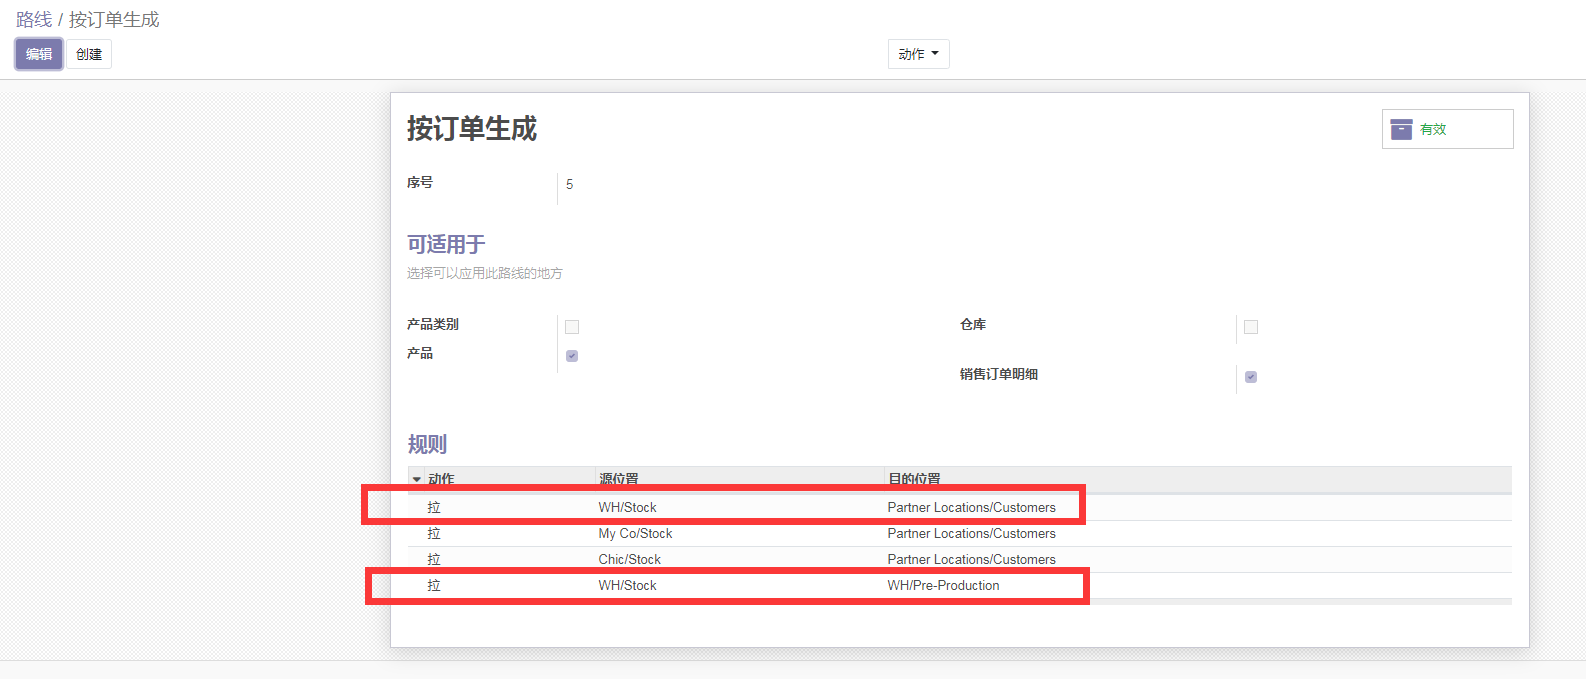 路线 / 按订单生成
编辑 创建 动作
按订单生成 有效
序号 5
可适用于
选择可以应用此路线的地方
产品类别 仓库
产品
销售订单明细
规则
动作 源位置 目的位置
拉 WH/Stock Partner Locations/Customers
拉 My Co/Stock Partner Locations/Customers
拉 Chic/Stock Partner Locations/Customers
拉 WH/Stock WH/Pre-Production